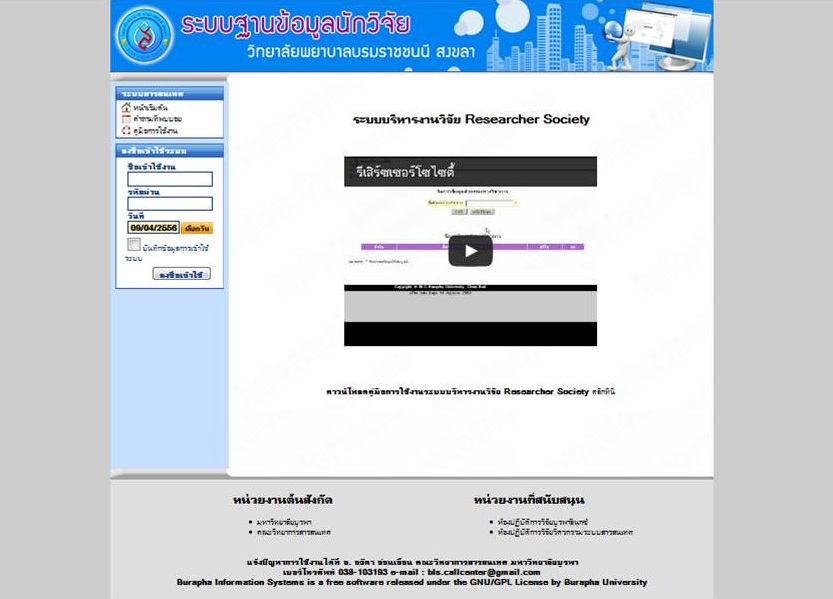 ระบบฐานข้อมูลนักวิจัย
วิทยาลัยพยาบาลบรมราชชนนี สงขลา
ระบบสารสนเทศ
หน้าเริ่มต้น
คำถามที่พบบ่อย
คู่มือการใช้งาน
ลงชื่อเข้าใช้ระบบ
ชื่อเข้าใช้งาน
รหัสผ่าน
วันที่
09/04/2556 เลือกวัน
บันทึกข้อมูลการเข้าใช้
ระบบ
ลงชื่อเข้าใช้
ระบบบริหารงานวิจัย Researcher Society
รีเสิร์ชเชอร์โซไซตี้
ดาวน์โหลดคู่มือการใช้งานระบบบริหารงานวิจัย Researcher Society คลิกที่นี่
หน่วยงานต้นสังกัด
มหาวิทยาลัยบูรพา
คณะวิทยาการสารสนเทศ
หน่วยงานที่สนับสนุน
ห้องปฏิบัติการวิจัยบูรพาลินุกซ์
ห้องปฏิบัติการวิจัยวิศวกรรมระบบสารสนเทศ
แจ้งปัญหาการใช้งานได้ที่ อ. คณะวิทยาการสารสนเทศ มหาวิทยาลัยบูรพา
เบอร์โทรศัพท์ 038-103193 e-mail : bls.callcenter@gmail.com
Burapha Information Systems is a free software released under the GNU/GPL License by Burapha University